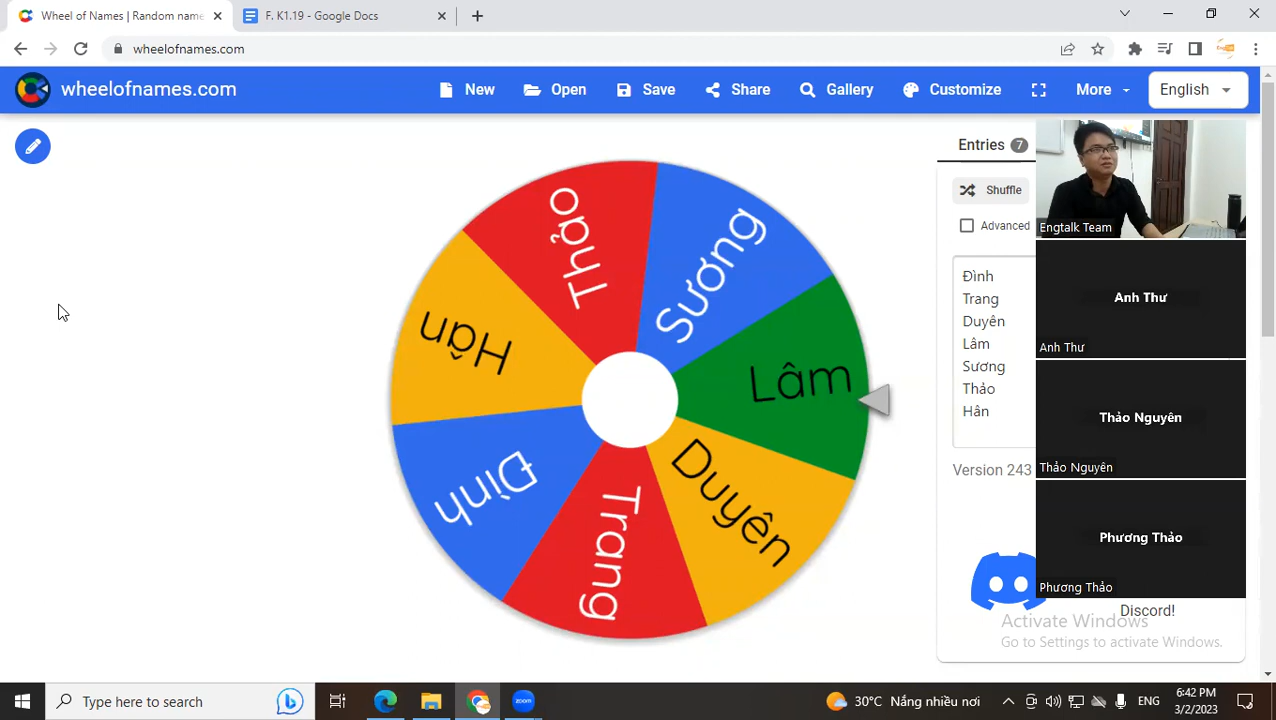 Wheel of Names | Random name
F. K1.19 - Google Docs
wheelofnames.com
wheelofnames.com
New
Open
Save
Share
Gallery
Customize
More
English
Entries 7
Shuffle
Advanced
Đình
Trang
Duyên
Lâm
Sương
Thảo
Hân
Version 243
Thảo
Sương
Lâm
Duyên
Trang
Đình
Hân
Engtalk Team
Anh Thư
Anh Thư
Thảo Nguyên
Thảo Nguyên
Phương Thảo
Phương Thảo
Discord!
Activate Windows
Go to Settings to activate Windows.
Type here to search
zoom
30°C Nắng nhiều nơi
ENG
6:42 PM
3/2/2023